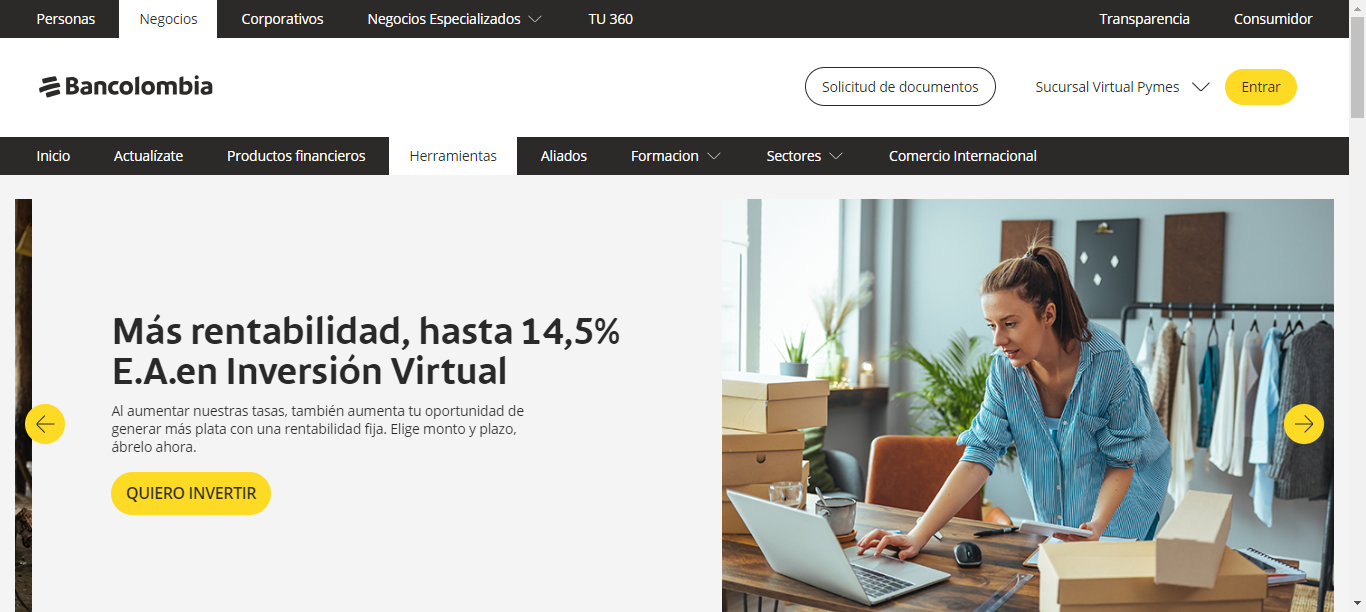 Personas Negocios Corporativos Negocios Especializados TU 360 Transparencia Consumidor
Bancolombia Solicitud de documentos Sucursal Virtual Pymes Entrar
Inicio Actualízate Productos financieros Herramientas Aliados Formacion Sectores Comercio Internacional
Más rentabilidad, hasta 14,5%
E.A.en Inversión Virtual
Al aumentar nuestras tasas, también aumenta tu oportunidad de
generar más plata con una rentabilidad fija. Elige monto y plazo,
ábrelo ahora.
QUIERO INVERTIR